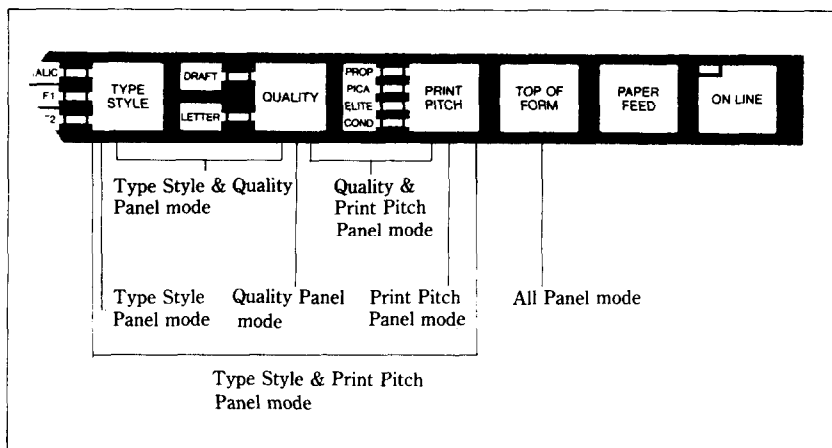 TYPE
STYLE
F1
DRAFT
LETTER
QUALITY
PROP
PICA
ELITE
COND
PRINT
PITCH
TOP OF
FORM
PAPER
FEED
ON LINE
Type Style & Quality
Panel mode
Quality &
Print Pitch
Panel mode
Type Style
Panel mode
Quality Panel
mode
Print Pitch
Panel mode
All Panel mode
Type Style & Print Pitch
Panel mode